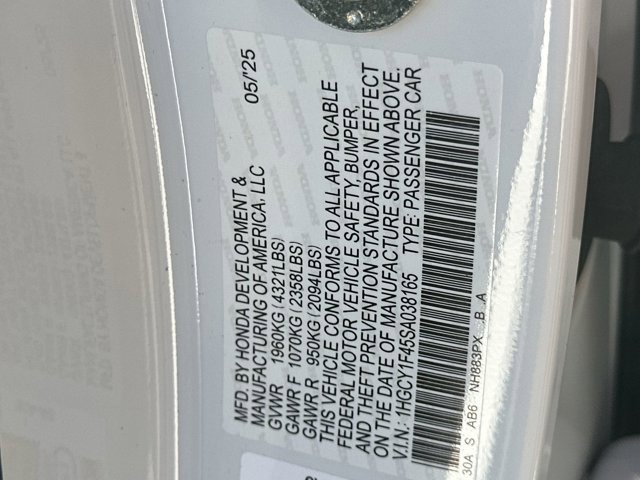 MFD. BY HONDA DEVELOPMENT & 05/'25
MANUFACTURING OF AMERICA, LLC
GVWR 1960KG (4321LBS)
GAWR F 1070KG (2358LBS)
GAWR R 950KG (2094LBS)
THIS VEHICLE CONFORMS TO ALL APPLICABLE
FEDERAL MOTOR VEHICLE SAFETY, BUMPER,
AND THEFT PREVENTION STANDARDS IN EFFECT
ON THE DATE OF MANUFACTURE SHOWN ABOVE.
V.I.N.: 1HGCY1F45SA038165 TYPE: PASSENGER CAR
30A S AB6 NH883PX B A